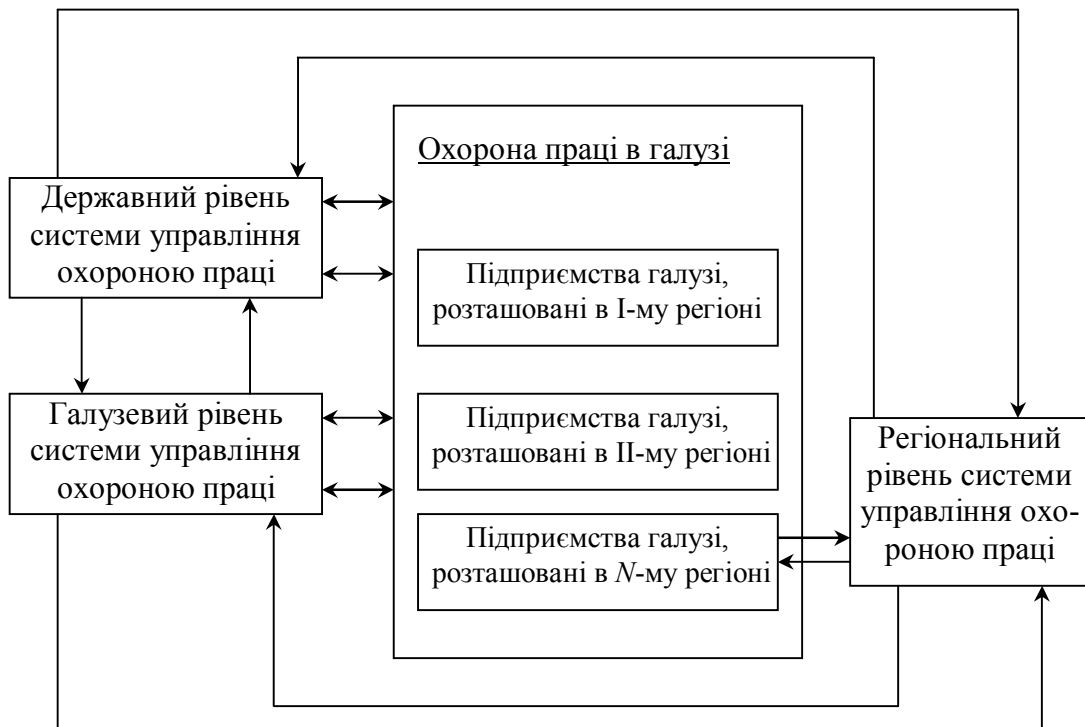 Охорона праці в галузі
Державний рівень
системи управління
охороною праці
Підприємства галузі,
розташовані в І-му регіоні
Галузевий рівень
системи управління
охороною праці
Підприємства галузі,
розташовані в ІІ-му регіоні
Регіональний
рівень системи
управління охо-
роною праці
Підприємства галузі,
розташовані в N-му регіоні